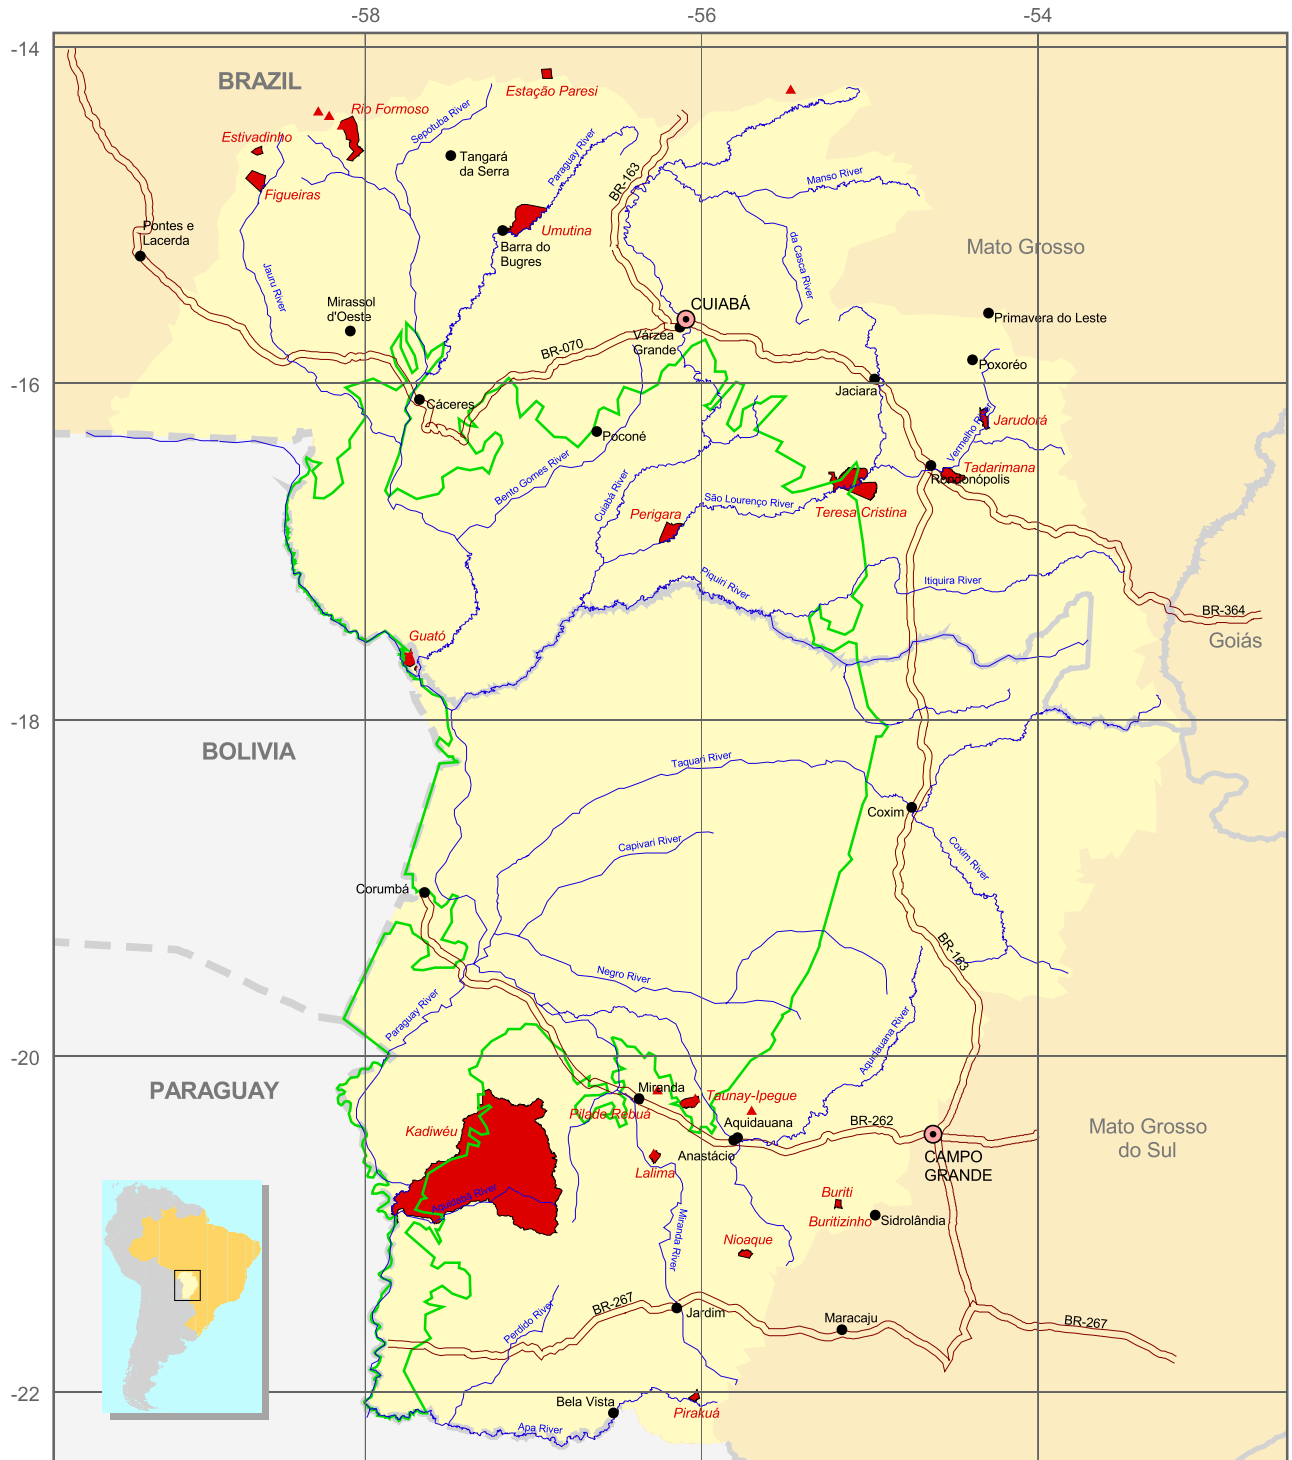 -58
-56
-54
-14
BRAZIL
Estação Paresi
Rio Formoso
Sepotuba River
Estivadinho
Tangará
da Serra
Paraguay River
BR-163
Manso River
Figueiras
Pontes e
Lacerda
Umutina
Barra do
Bugres
da Casca River
Mato Grosso
Jauru River
Mirassol
d'Oeste
CUIABÁ
Várzea
Grande
Primavera do Leste
BR-070
Poxoréo
-16
Jaciara
Cáceres
Poconé
Vermelho River
Jarudorá
Bento Gomes River
Tadarimana
Rondonópolis
Cuiabá River
São Lourenço River
Perigara
Teresa Cristina
Piquiri River
Itiquira River
BR-364
Guató
Goiás
-18
BOLIVIA
Taquari River
Coxim
Capivari River
Coxim River
Corumbá
BR-163
Negro River
Paraguay River
Aquidauana River
-20
PARAGUAY
Miranda
Taunay-Ipegue
Pilade Rebuá
Kadiwéu
Aquidauana
BR-262
Anastácio
CAMPO
GRANDE
Mato Grosso
do Sul
Lalima
Aquidaba River
Buriti
Buritizinho
Sidrolândia
Miranda River
Nioaque
BR-267
Jardim
Perdido River
Maracaju
BR-267
-22
Bela Vista
Pirakuá
Apa River